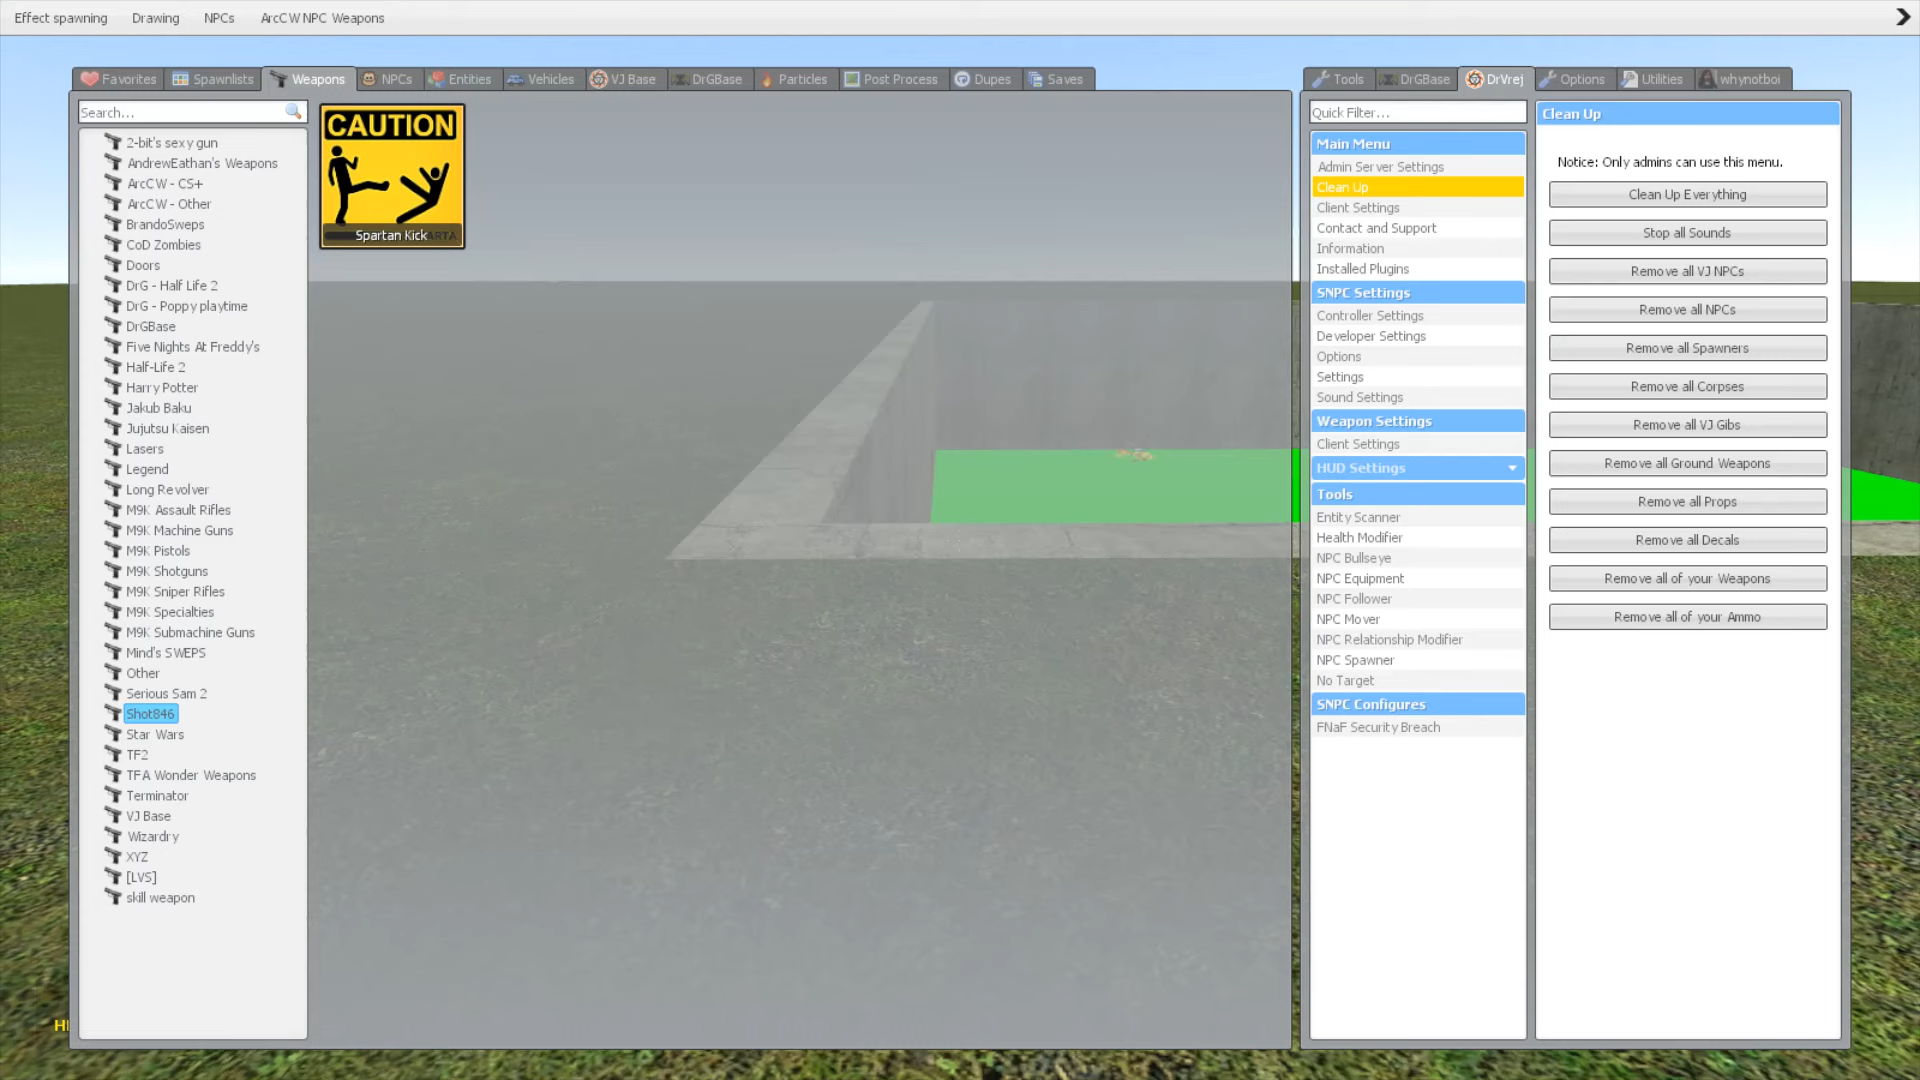 Effect spawning Drawing NPCs ArcCW NPC Weapons
Favorites Spawnlists Weapons NPCs Entities Vehicles VJ Base DrGBase Particles Post Process Dupes Saves
Search...
2-bit's sexy gun
AndrewEathan's Weapons
ArcCW - CS+
ArcCW - Other
BrandoSweps
CoD Zombies
Doors
DrG - Half Life 2
DrG - Poppy playtime
DrGBase
Five Nights At Freddy's
Half-Life 2
Harry Potter
Jakub Baku
Jujutsu Kaisen
Lasers
Legend
Long Revolver
M9K Assault Rifles
M9K Machine Guns
M9K Pistols
M9K Shotguns
M9K Sniper Rifles
M9K Specialties
M9K Submachine Guns
Mind's SWEPS
Other
Serious Sam 2
Shot846
Star Wars
TF2
TFA Wonder Weapons
Terminator
VJ Base
Wizardry
XYZ
[LVS]
skill weapon
CAUTION
Spartan Kick
Tools DrGBase DrVrej Options Utilities whynotboi
Quick Filter...
Main Menu
Admin Server Settings
Clean Up
Client Settings
Contact and Support
Information
Installed Plugins
SNPC Settings
Controller Settings
Developer Settings
Options
Settings
Sound Settings
Weapon Settings
Client Settings
HUD Settings
Tools
Entity Scanner
Health Modifier
NPC Bullseye
NPC Equipment
NPC Follower
NPC Mover
NPC Relationship Modifier
NPC Spawner
No Target
SNPC Configures
FNaF Security Breach
Clean Up
Notice: Only admins can use this menu.
Clean Up Everything
Stop all Sounds
Remove all VJ NPCs
Remove all NPCs
Remove all Spawners
Remove all Corpses
Remove all VJ Gibs
Remove all Ground Weapons
Remove all Props
Remove all Decals
Remove all of your Weapons
Remove all of your Ammo